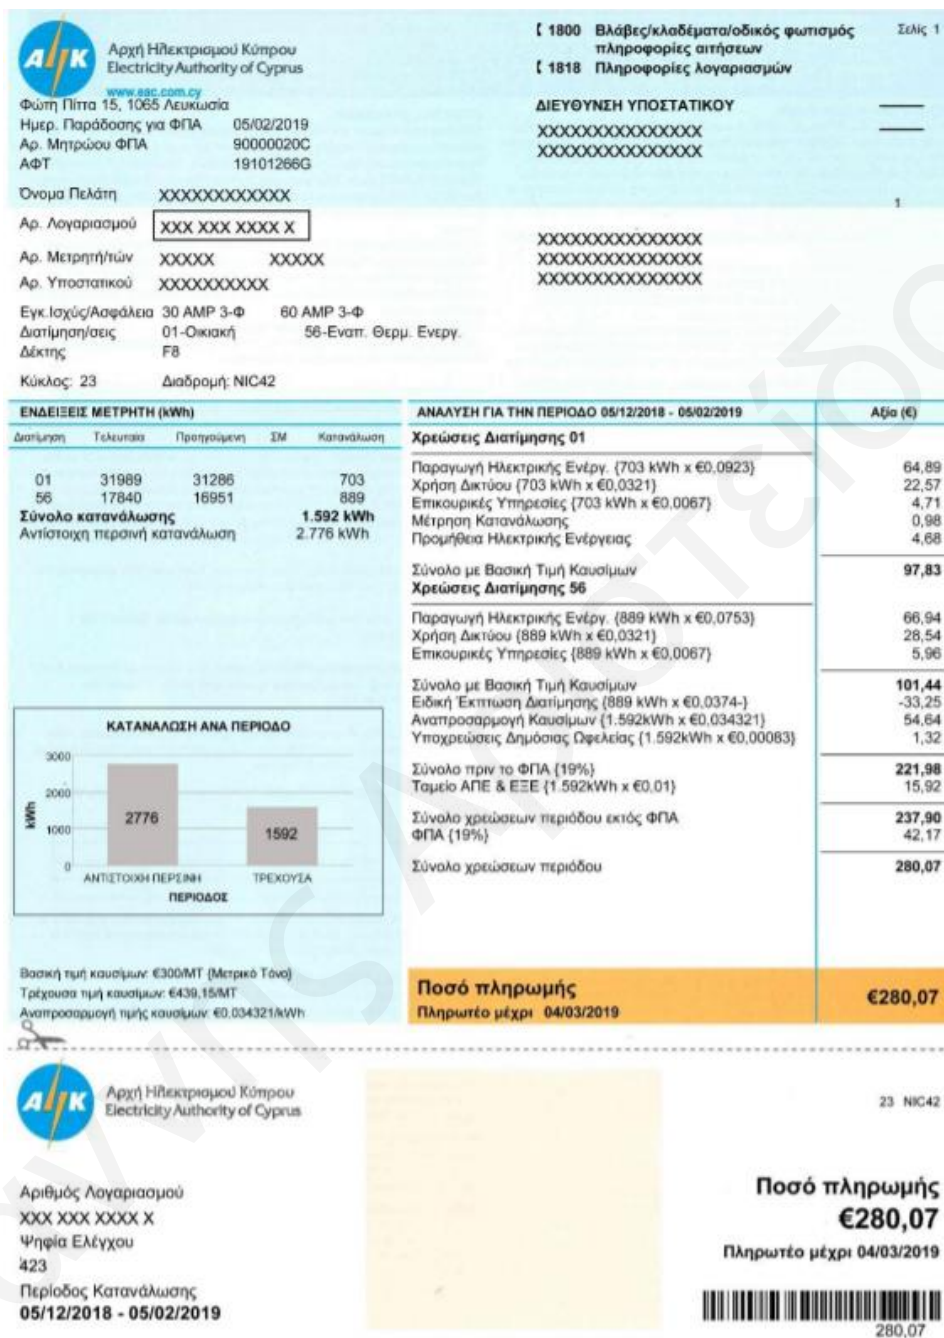 ΑΗΚ
Αρχή Ηλεκτρισμού Κύπρου
Electricity Authority of Cyprus
www.eac.com.cy
Φώτη Πίττα 15, 1065 Λευκωσία
Ημερ. Παράδοσης για ΦΠΑ 05/02/2019
Αρ. Μητρώου ΦΠΑ 90000020C
ΑΦΤ 19101266G
1800 Βλάβες/κλαδέματα/οδικός φωτισμός
πληροφορίες αιτήσεων
1818 Πληροφορίες λογαριασμών
Σελίς 1
ΔΙΕΥΘΥΝΣΗ ΥΠΟΣΤΑΤΙΚΟΥ
XXXXXXXXXXXXXXX
XXXXXXXXXXXXXXX
Όνομα Πελάτη XXXXXXXXXXXX
1
Αρ. Λογαριασμού XXX XXX XXXX X
Αρ. Μετρητή/τών XXXXX XXXXX
Αρ. Υποστατικού XXXXXXXXXX
XXXXXXXXXXXXXXX
XXXXXXXXXXXXXXX
XXXXXXXXXXXXXXX
Εγκ.Ισχύς/Ασφάλεια 30 AMP 3-Φ 60 AMP 3-Φ
Διατίμηση/σεις 01-Οικιακή 56-Εναπ. Θερμ. Ενεργ.
Δέκτης F8
Κύκλος: 23 Διαδρομή: NIC42
ΕΝΔΕΙΞΕΙΣ ΜΕΤΡΗΤΗ (kWh)
Διατίμηση Τελευταία Προηγούμενη ΣΜ Κατανάλωση
01 31989 31286 703
56 17840 16951 889
Σύνολο κατανάλωσης 1.592 kWh
Αντίστοιχη περσινή κατανάλωση 2.776 kWh
ΚΑΤΑΝΑΛΩΣΗ ΑΝΑ ΠΕΡΙΟΔΟ
kWh
3000
2000
1000
0
2776
1592
ΑΝΤΙΣΤΟΙΧΗ ΠΕΡΣΙΝΗ ΤΡΕΧΟΥΣΑ
ΠΕΡΙΟΔΟΣ
Βασική τιμή καυσίμων: €300/MT (Μετρικό Τόνο)
Τρέχουσα τιμή καυσίμων: €439,15/MT
Αναπροσαρμογή τιμής καυσίμων: €0.034321/kWh
ΑΝΑΛΥΣΗ ΓΙΑ ΤΗΝ ΠΕΡΙΟΔΟ 05/12/2018 - 05/02/2019 Αξία (€)
Χρεώσεις Διατίμησης 01
Παραγωγή Ηλεκτρικής Ενέργ. {703 kWh x €0,0923} 64,89
Χρήση Δικτύου {703 kWh x €0,0321} 22,57
Επικουρικές Υπηρεσίες {703 kWh x €0,0067} 4,71
Μέτρηση Κατανάλωσης 0,98
Προμήθεια Ηλεκτρικής Ενέργειας 4,68
Σύνολο με Βασική Τιμή Καυσίμων 97,83
Χρεώσεις Διατίμησης 56
Παραγωγή Ηλεκτρικής Ενέργ. {889 kWh x €0,0753} 66,94
Χρήση Δικτύου {889 kWh x €0,0321} 28,54
Επικουρικές Υπηρεσίες {889 kWh x €0,0067} 5,96
Σύνολο με Βασική Τιμή Καυσίμων 101,44
Ειδική Έκπτωση Διατίμησης {889 kWh x €0,0374-} -33,25
Αναπροσαρμογή Καυσίμων {1.592kWh x €0,034321} 54,64
Υποχρεώσεις Δημόσιας Ωφελείας {1.592kWh x €0,00083} 1,32
Σύνολο πριν το ΦΠΑ {19%} 221,98
Ταμείο ΑΠΕ & ΕΞΕ {1.592kWh x €0,01} 15,92
Σύνολο χρεώσεων περιόδου εκτός ΦΠΑ 237,90
ΦΠΑ {19%} 42,17
Σύνολο χρεώσεων περιόδου 280,07
Ποσό πληρωμής €280,07
Πληρωτέο μέχρι 04/03/2019
ΑΗΚ
Αρχή Ηλεκτρισμού Κύπρου
Electricity Authority of Cyprus
23 NIC42
Αριθμός Λογαριασμού
XXX XXX XXXX X
Ψηφία Ελέγχου
423
Περίοδος Κατανάλωσης
05/12/2018 - 05/02/2019
Ποσό πληρωμής
€280,07
Πληρωτέο μέχρι 04/03/2019
280,07